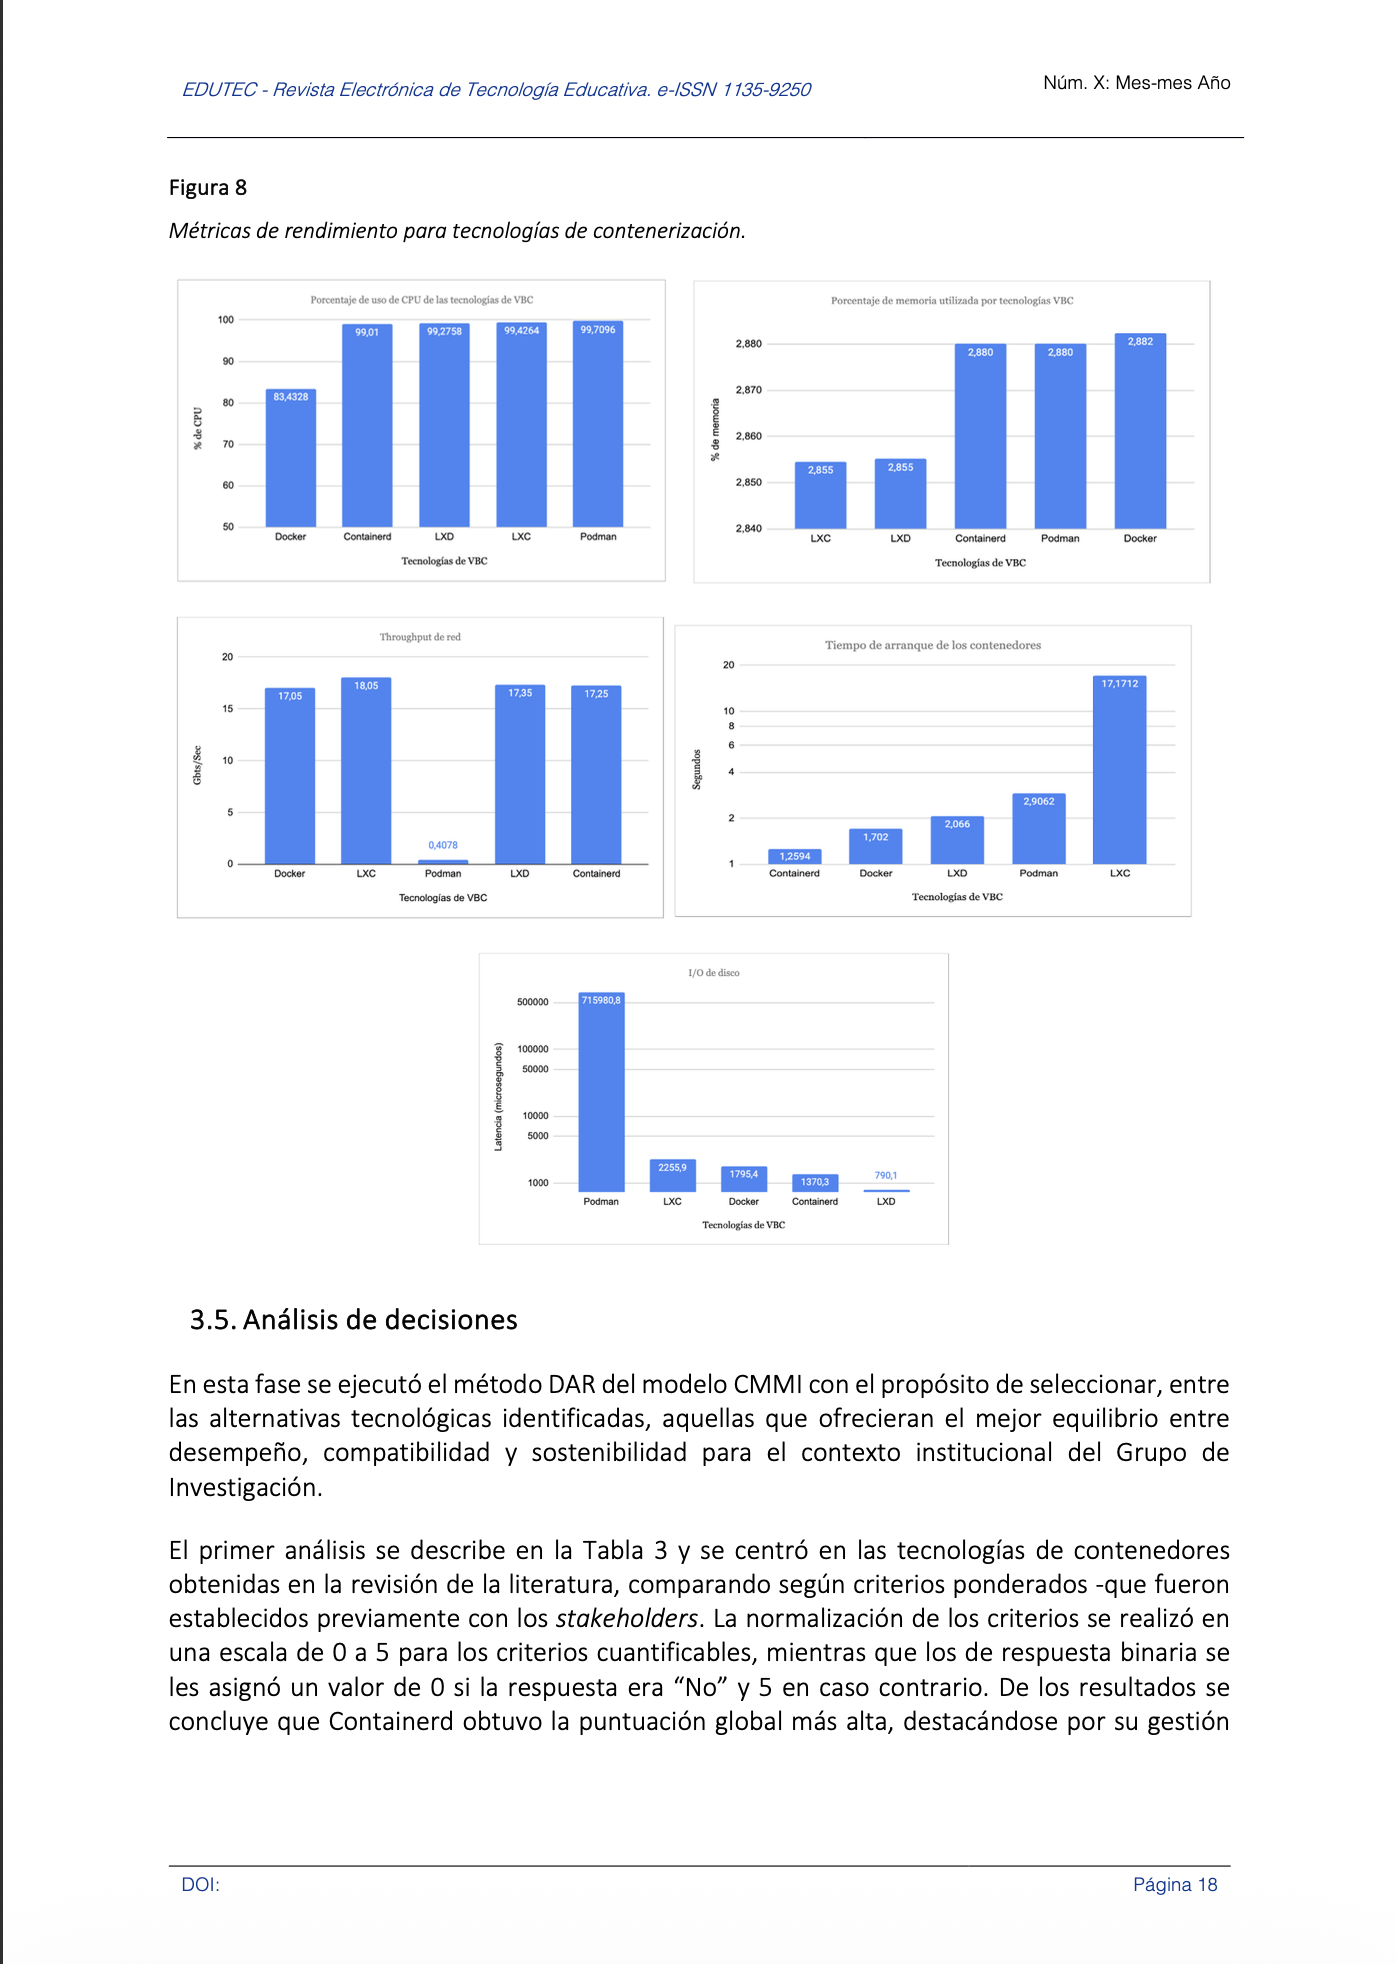 EDUTEC - Revista Electrónica de Tecnología Educativa. e-ISSN 1135-9250
Núm. X: Mes-mes Año
Figura 8
Métricas de rendimiento para tecnologías de contenerización.
Porcentaje de uso de CPU de las tecnologías de VBC
% de CPU
100
90
80
70
60
50
83,4328
99,01
99,2758
99,4264
99,7096
Docker
Containerd
LXD
LXC
Podman
Tecnologías de VBC
Porcentaje de memoria utilizada por tecnologías VBC
% de memoria
2,880
2,870
2,860
2,850
2,840
2,855
2,855
2,880
2,880
2,882
LXC
LXD
Containerd
Podman
Docker
Tecnologías de VBC
Throughput de red
Gbts/Sec
20
15
10
5
0
17,05
18,05
0,4078
17,35
17,25
Docker
LXC
Podman
LXD
Containerd
Tecnologías de VBC
Tiempo de arranque de los contenedores
Segundos
20
10
8
6
4
2
1
1,2594
1,702
2,066
2,9062
17,1712
Containerd
Docker
LXD
Podman
LXC
Tecnologías de VBC
I/O de disco
Latencia (microsegundos)
500000
100000
50000
10000
5000
1000
715980,8
2255,9
1795,4
1370,3
790,1
Podman
LXC
Docker
Containerd
LXD
Tecnologías de VBC
3.5. Análisis de decisiones
En esta fase se ejecutó el método DAR del modelo CMMI con el propósito de seleccionar, entre
las alternativas tecnológicas identificadas, aquellas que ofrecieran el mejor equilibrio entre
desempeño, compatibilidad y sostenibilidad para el contexto institucional del Grupo de
Investigación.
El primer análisis se describe en la Tabla 3 y se centró en las tecnologías de contenedores
obtenidas en la revisión de la literatura, comparando según criterios ponderados -que fueron
establecidos previamente con los stakeholders. La normalización de los criterios se realizó en
una escala de 0 a 5 para los criterios cuantificables, mientras que los de respuesta binaria se
les asignó un valor de 0 si la respuesta era “No” y 5 en caso contrario. De los resultados se
concluye que Containerd obtuvo la puntuación global más alta, destacándose por su gestión
DOI:
Página 18